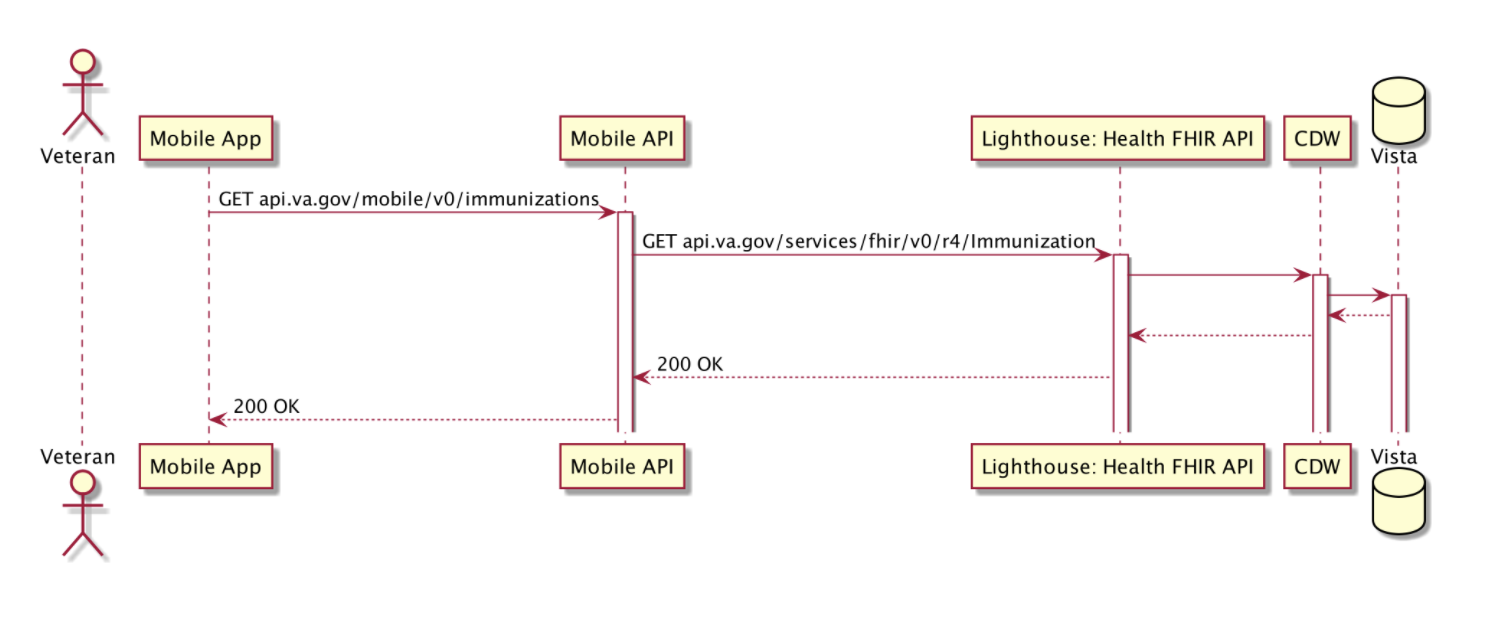 Veteran
Mobile App
Mobile API
Lighthouse: Health FHIR API
CDW
Vista
GET api.va.gov/mobile/v0/immunizations
GET api.va.gov/services/fhir/v0/r4/Immunization
200 OK
200 OK
Veteran
Mobile App
Mobile API
Lighthouse: Health FHIR API
CDW
Vista